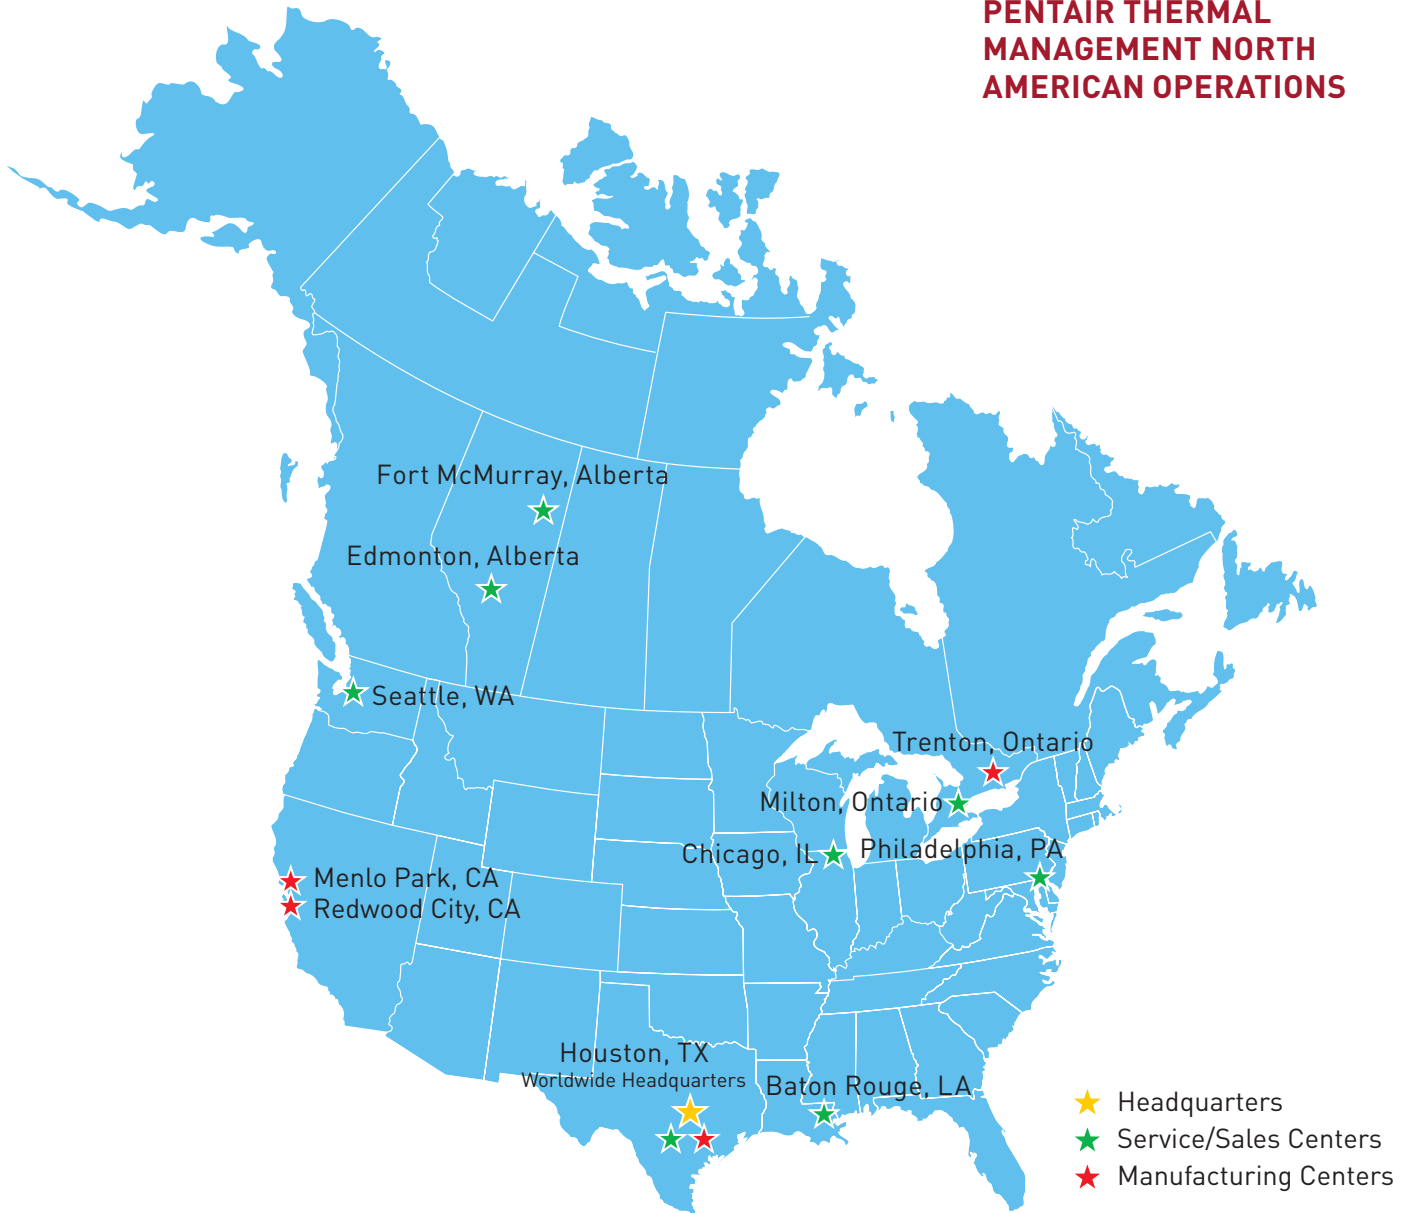 PENTAIR THERMAL
MANAGEMENT NORTH
AMERICAN OPERATIONS
Fort McMurray, Alberta
Edmonton, Alberta
Seattle, WA
Trenton, Ontario
Milton, Ontario
Chicago, IL
Philadelphia, PA
Menlo Park, CA
Redwood City, CA
Houston, TX
Worldwide Headquarters
Baton Rouge, LA
Headquarters
Service/Sales Centers
Manufacturing Centers